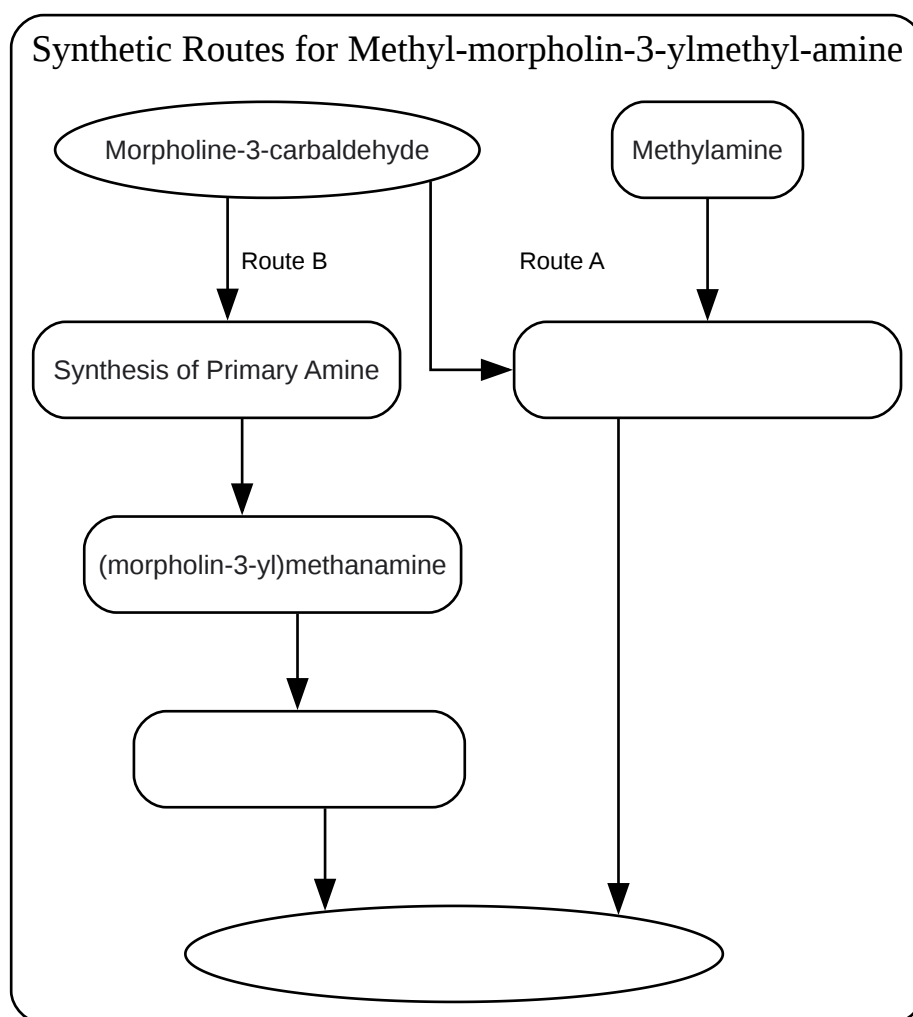 Synthetic Routes for Methyl-morpholin-3-ylmethyl-amine
Morpholine-3-carbaldehyde
Methylamine
Route B
Route A
Synthesis of Primary Amine
(morpholin-3-yl)methanamine